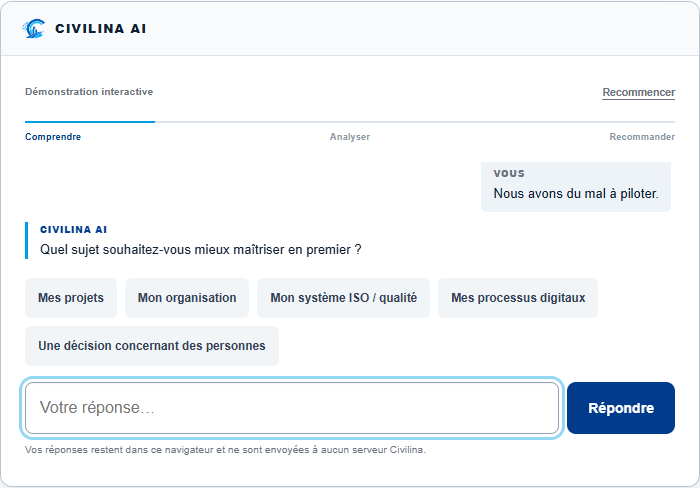 CIVILINA AI
Démonstration interactive
Recommencer
Comprendre
Analyser
Recommander
VOUS
Nous avons du mal à piloter.
CIVILINA AI
Quel sujet souhaitez-vous mieux maîtriser en premier ?
Mes projets
Mon organisation
Mon système ISO / qualité
Mes processus digitaux
Une décision concernant des personnes
Votre réponse…
Répondre
Vos réponses restent dans ce navigateur et ne sont envoyées à aucun serveur Civilina.